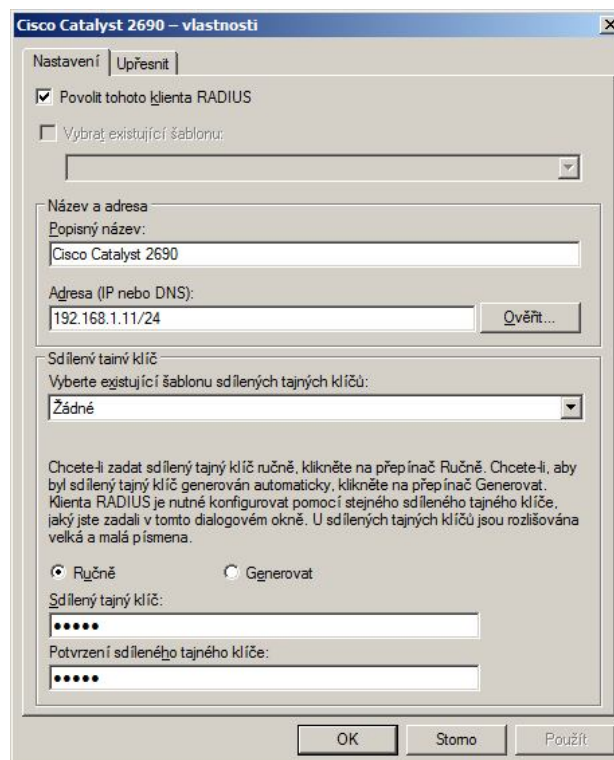 Cisco Catalyst 2690 – vlastnosti
Nastavení Upřesnit
Povolit tohoto klienta RADIUS
Vybrat existující šablonu:
Název a adresa
Popisný název:
Cisco Catalyst 2690
Adresa (IP nebo DNS):
192.168.1.11/24 Ověřit...
Sdílený tajný klíč
Vyberte existující šablonu sdílených tajných klíčů:
Žádné
Chcete-li zadat sdílený tajný klíč ručně, klikněte na přepínač Ručně. Chcete-li, aby
byl sdílený tajný klíč generován automaticky, klikněte na přepínač Generovat.
Klienta RADIUS je nutné konfigurovat pomocí stejného sdíleného tajného klíče,
jaký jste zadali v tomto dialogovém okně. U sdílených tajných klíčů jsou rozlišována
velká a malá písmena.
Ručně Generovat
Sdílený tajný klíč:
•••••
Potvrzení sdíleného tajného klíče:
•••••
OK Storno Použít